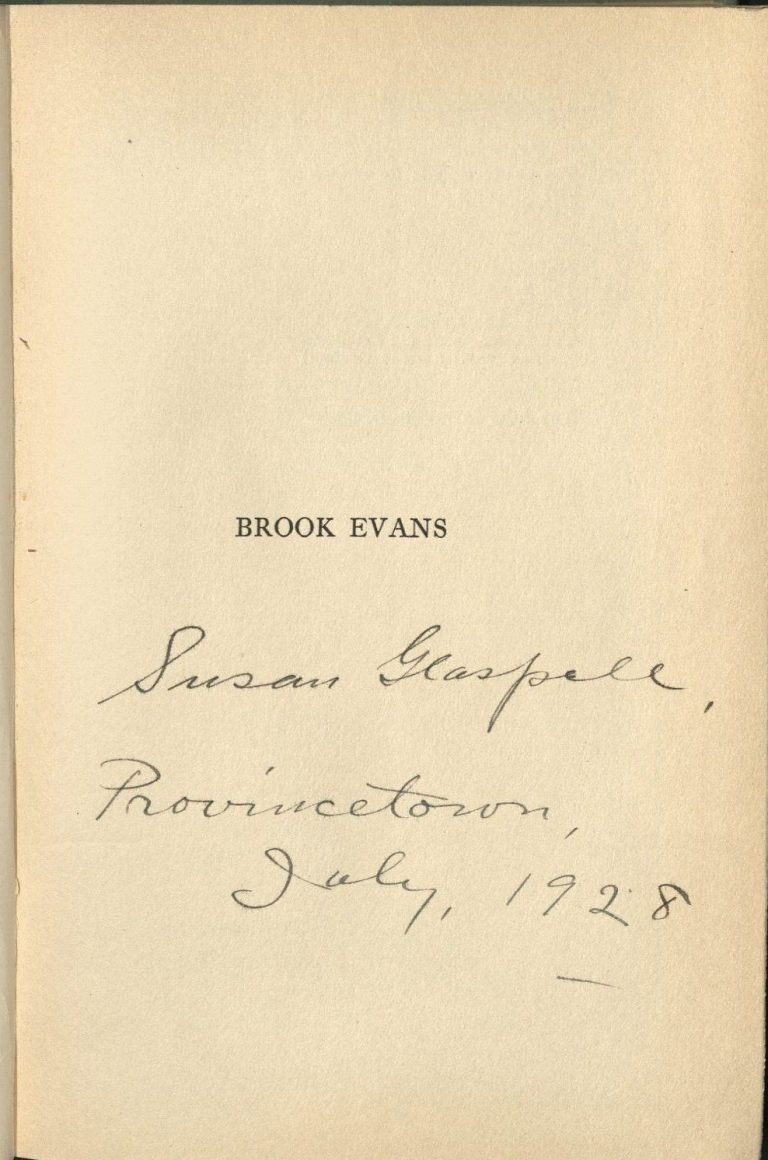 BROOK EVANS
Susan Glaspell,
Provincetown,
July, 1928